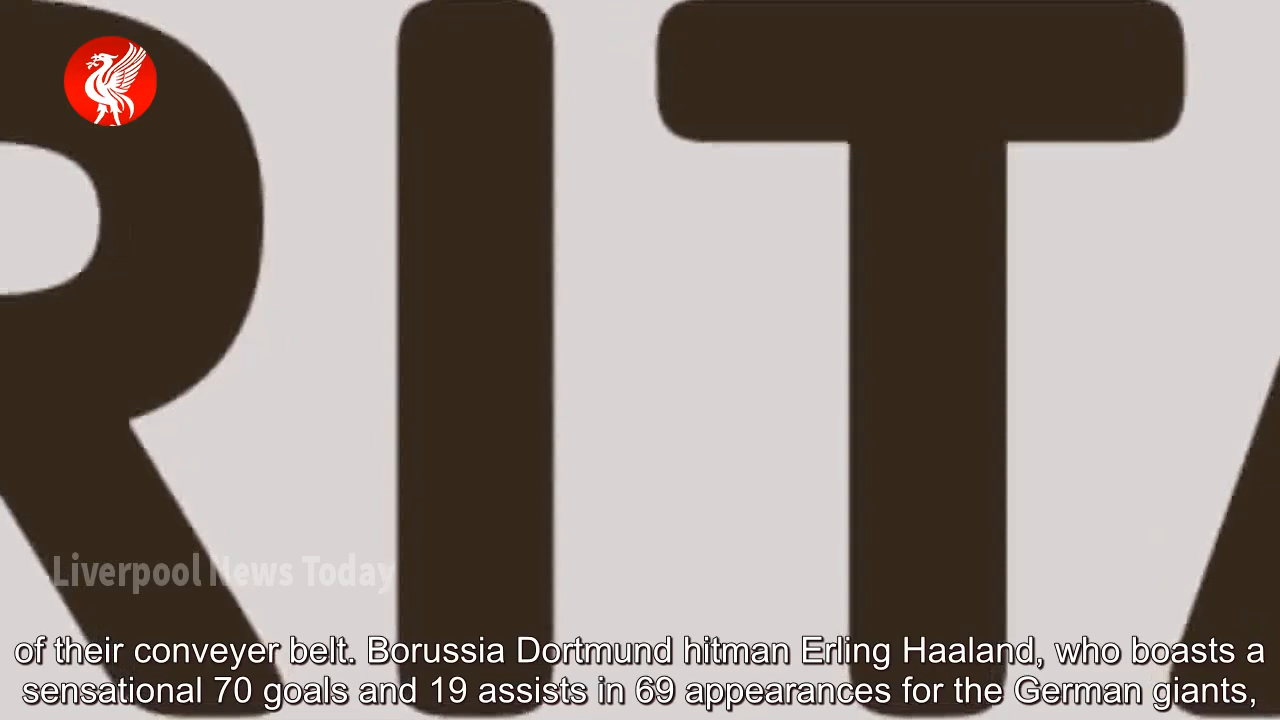 RITA
Liverpool News Today
of their conveyer belt. Borussia Dortmund hitman Erling Haaland, who boasts a
sensational 70 goals and 19 assists in 69 appearances for the German giants,